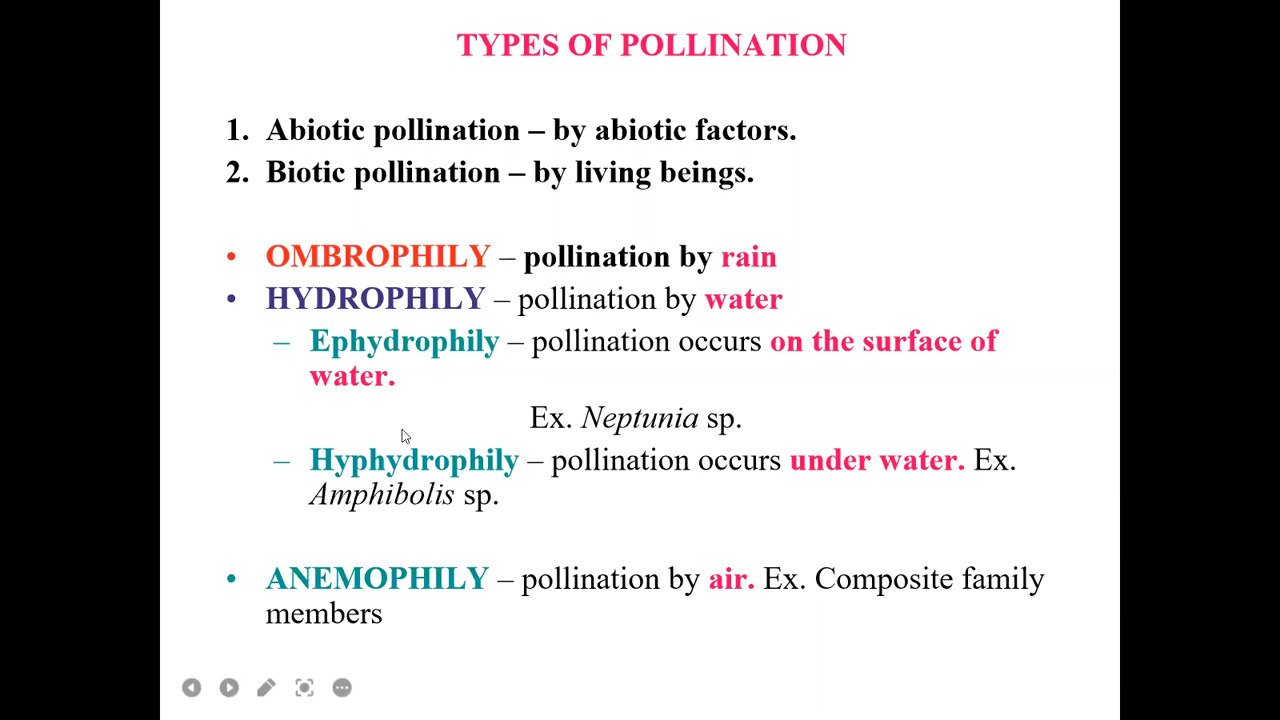 TYPES OF POLLINATION
1. Abiotic pollination – by abiotic factors.
2. Biotic pollination – by living beings.
• OMBROPHILY – pollination by rain
• HYDROPHILY – pollination by water
– Ephydrophily – pollination occurs on the surface of
water.
Ex. Neptunia sp.
– Hyphydrophily – pollination occurs under water. Ex.
Amphibolis sp.
• ANEMOPHILY – pollination by air. Ex. Composite family
members